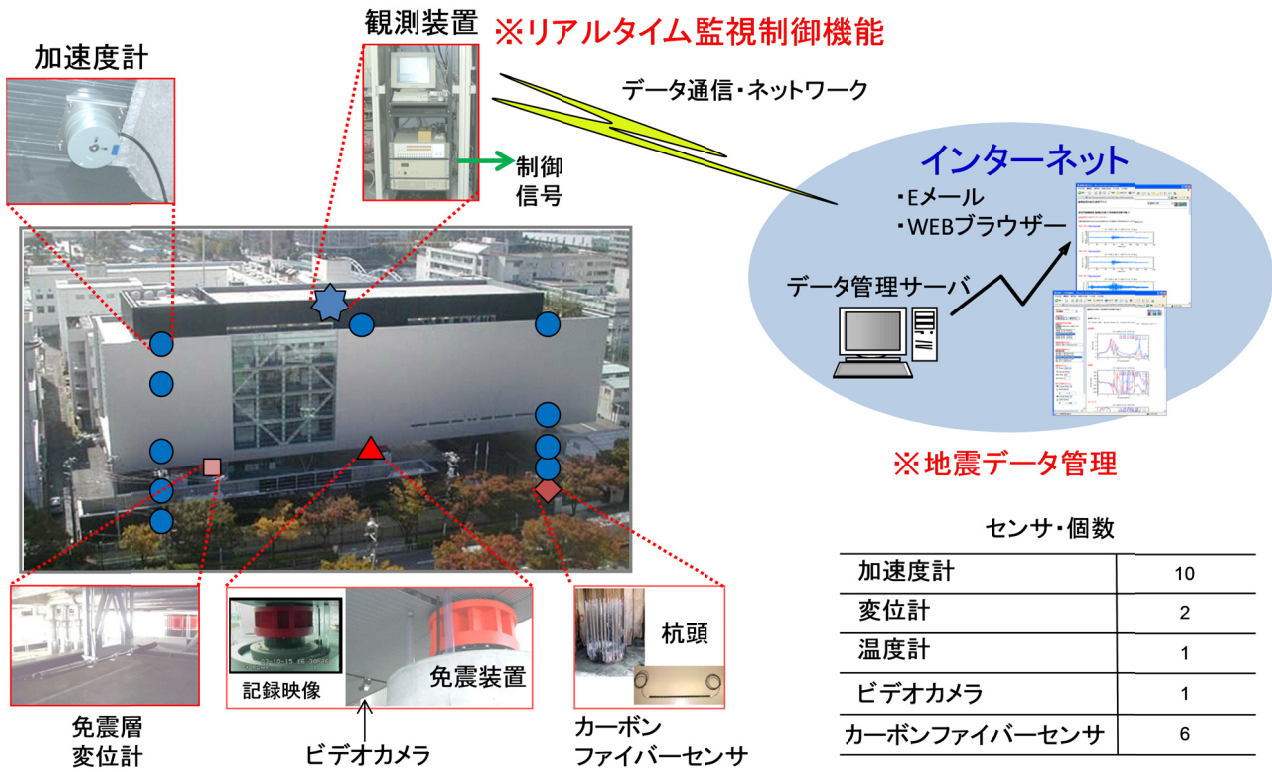 観測装置
※リアルタイム監視制御機能
加速度計
データ通信・ネットワーク
制御
信号
インターネット
・Eメール
・WEBブラウザー
データ管理サーバ
※地震データ管理
センサ・個数
加速度計 10
変位計 2
温度計 1
ビデオカメラ 1
カーボンファイバーセンサ 6
記録映像
免震装置
杭頭
免震層
変位計
ビデオカメラ
カーボン
ファイバーセンサ